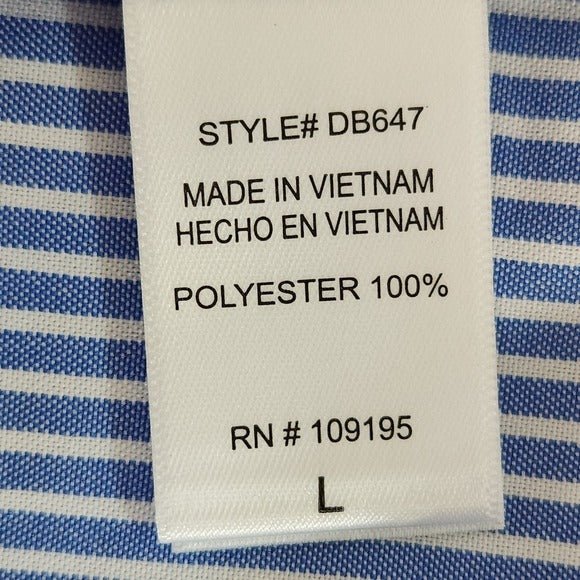 STYLE# DB647
MADE IN VIETNAM
HECHO EN VIETNAM
POLYESTER 100%
RN # 109195
L